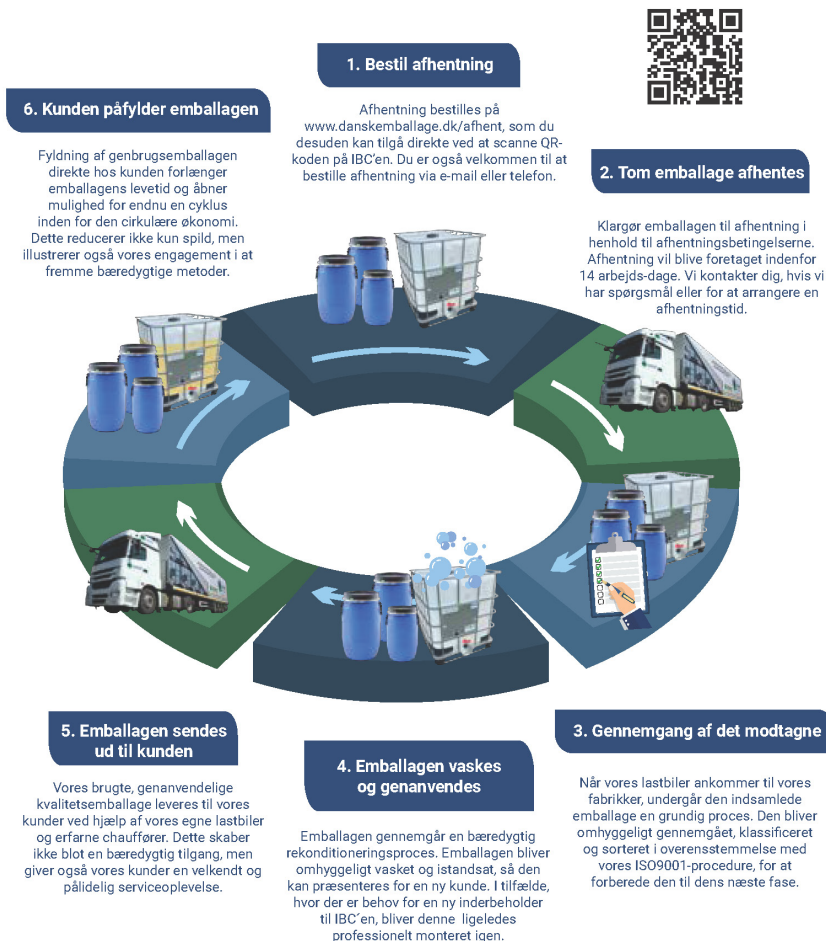 1. Bestil afhentning
Afhentning bestilles på
www.danskemballage.dk/afhent, som du
desuden kan tilgå direkte ved at scanne QR-
koden på IBC'en. Du er også velkommen til at
bestille afhentning via e-mail eller telefon.
2. Tom emballage afhentes
Klargør emballagen til afhentning i
henhold til afhentningsbetingelserne.
Afhentning vil blive foretaget indenfor
14 arbejds-dage. Vi kontakter dig, hvis vi
har spørgsmål eller for at arrangere en
afhentningstid.
3. Gennemgang af det modtagne
Når vores lastbiler ankommer til vores
fabrikker, undergår den indsamlede
emballage en grundig proces. Den bliver
omhyggeligt gennemgået, klassificeret
og sorteret i overensstemmelse med
vores ISO9001-procedure, for at
forberede den til dens næste fase.
4. Emballagen vaskes
og genanvendes
Emballagen gennemgår en bæredygtig
rekonditioneringsproces. Emballagen bliver
omhyggeligt vasket og istandsat, så den
kan præsenteres for en ny kunde. I tilfælde,
hvor der er behov for en ny inderbeholder
til IBC´en, bliver denne ligeledes
professionelt monteret igen.
5. Emballagen sendes
ud til kunden
Vores brugte, genanvendelige
kvalitetsemballage leveres til vores
kunder ved hjælp af vores egne lastbiler
og erfarne chauffører. Dette skaber
ikke blot en bæredygtig tilgang, men
giver også vores kunder en velkendt og
pålidelig serviceoplevelse.
6. Kunden påfylder emballagen
Fyldning af genbrugsemballagen
direkte hos kunden forlænger
emballagens levetid og åbner
mulighed for endnu en cyklus
inden for den cirkulære økonomi.
Dette reducerer ikke kun spild, men
illustrerer også vores engagement i at
fremme bæredygtige metoder.